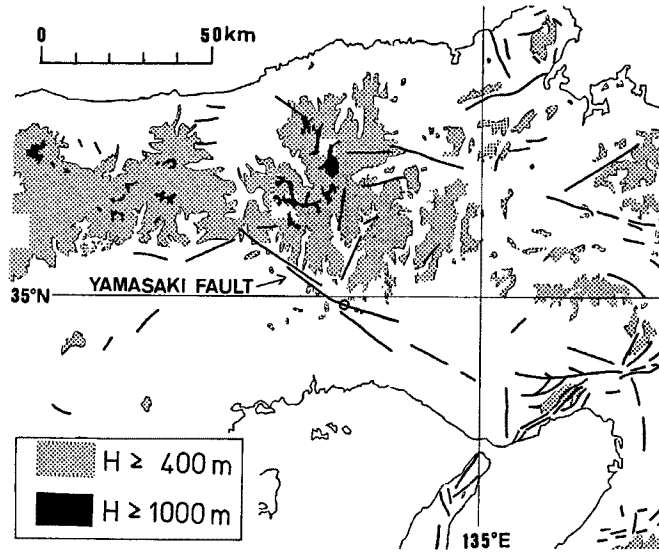 0 50km
YAMASAKI FAULT
35°N
H ≥ 400 m
H ≥ 1000 m
135°E